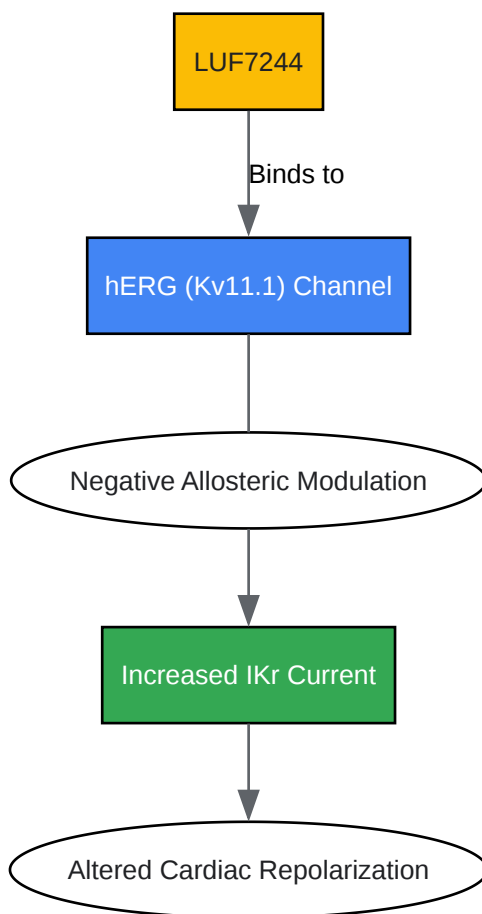 LUF7244
Binds to
hERG (Kv11.1) Channel
Negative Allosteric Modulation
Increased IKr Current
Altered Cardiac Repolarization